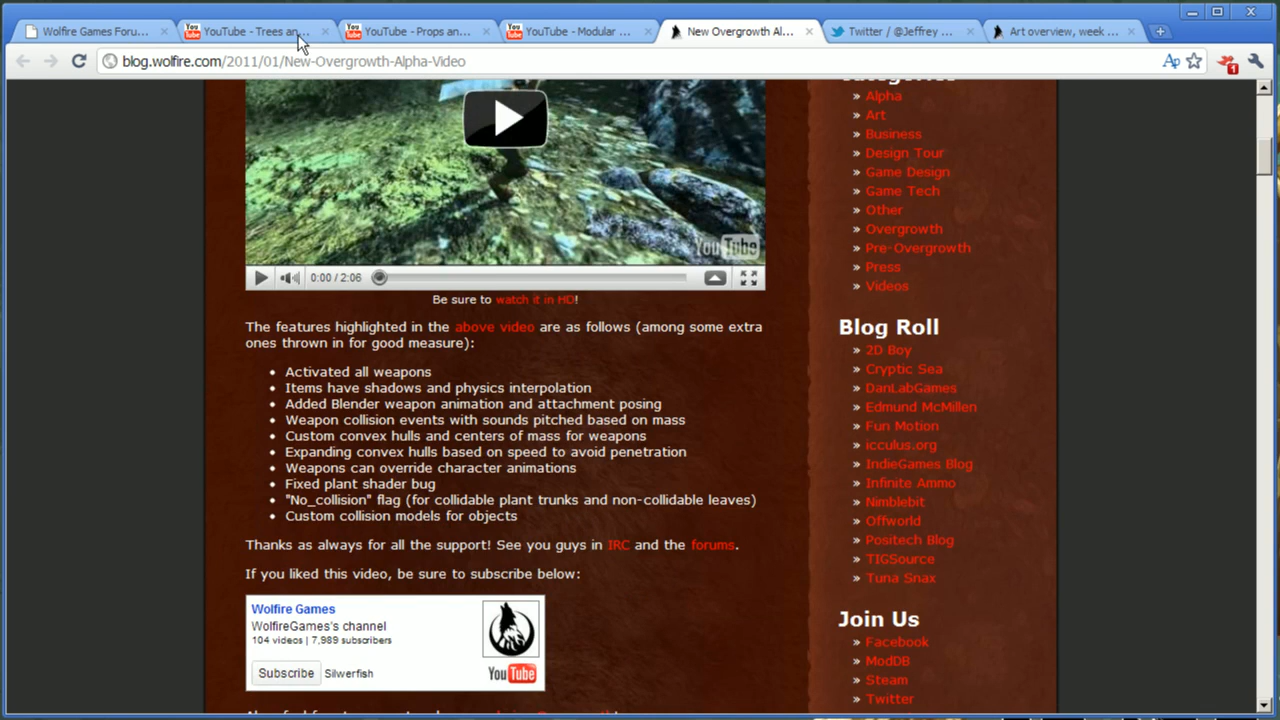 Wolfire Games Foru...
YouTube - Trees an...
YouTube - Props an...
YouTube - Modular ...
New Overgrowth Al...
Twitter / @Jeffrey ...
Art overview, week ...
blog.wolfire.com/2011/01/New-Overgrowth-Alpha-Video
YouTube
0:00 / 2:06
Be sure to watch it in HD!
The features highlighted in the above video are as follows (among some extra
ones thrown in for good measure):
• Activated all weapons
• Items have shadows and physics interpolation
• Added Blender weapon animation and attachment posing
• Weapon collision events with sounds pitched based on mass
• Custom convex hulls and centers of mass for weapons
• Expanding convex hulls based on speed to avoid penetration
• Weapons can override character animations
• Fixed plant shader bug
• "No_collision" flag (for collidable plant trunks and non-collidable leaves)
• Custom collision models for objects
Thanks as always for all the support! See you guys in IRC and the forums.
If you liked this video, be sure to subscribe below:
Wolfire Games
WolfireGames's channel
104 videos | 7,989 subscribers
Subscribe Silwerfish
YouTube
Categories
» Alpha
» Art
» Business
» Design Tour
» Game Design
» Game Tech
» Other
» Overgrowth
» Pre-Overgrowth
» Press
» Videos
Blog Roll
» 2D Boy
» Cryptic Sea
» DanLabGames
» Edmund McMillen
» Fun Motion
» icculus.org
» IndieGames Blog
» Infinite Ammo
» Nimblebit
» Offworld
» Positech Blog
» TIGSource
» Tuna Snax
Join Us
» Facebook
» ModDB
» Steam
» Twitter